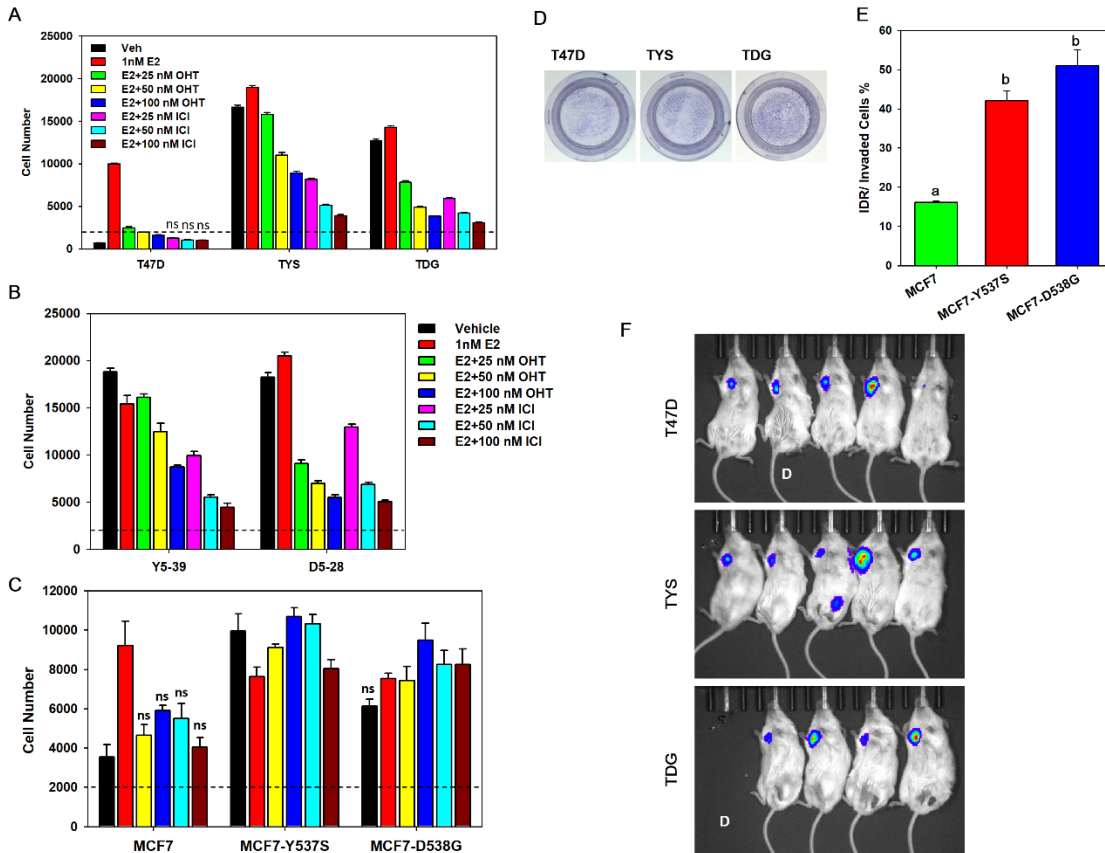 A
Cell Number
25000
20000
15000
10000
5000
0
Veh
1nM E2
E2+25 nM OHT
E2+50 nM OHT
E2+100 nM OHT
E2+25 nM ICI
E2+50 nM ICI
E2+100 nM ICI
ns ns ns
T47D TYS TDG
B
Cell Number
25000
20000
15000
10000
5000
0
Y5-39 D5-28
Vehicle
1nM E2
E2+25 nM OHT
E2+50 nM OHT
E2+100 nM OHT
E2+25 nM ICI
E2+50 nM ICI
E2+100 nM ICI
C
Cell Number
12000
10000
8000
6000
4000
2000
0
ns ns ns ns ns
MCF7 MCF7-Y537S MCF7-D538G
D
T47D TYS TDG
E
IDR/ Invaded Cells %
60
50
40
30
20
10
0
a b b
MCF7 MCF7-Y537S MCF7-D538G
F
T47D
D
TYS
TDG
D